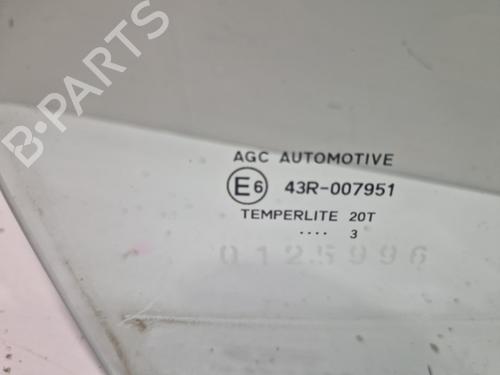 B-PARTS
AGC AUTOMOTIVE
E6 43R-007951
TEMPERLITE 20T
.... 3
0125996